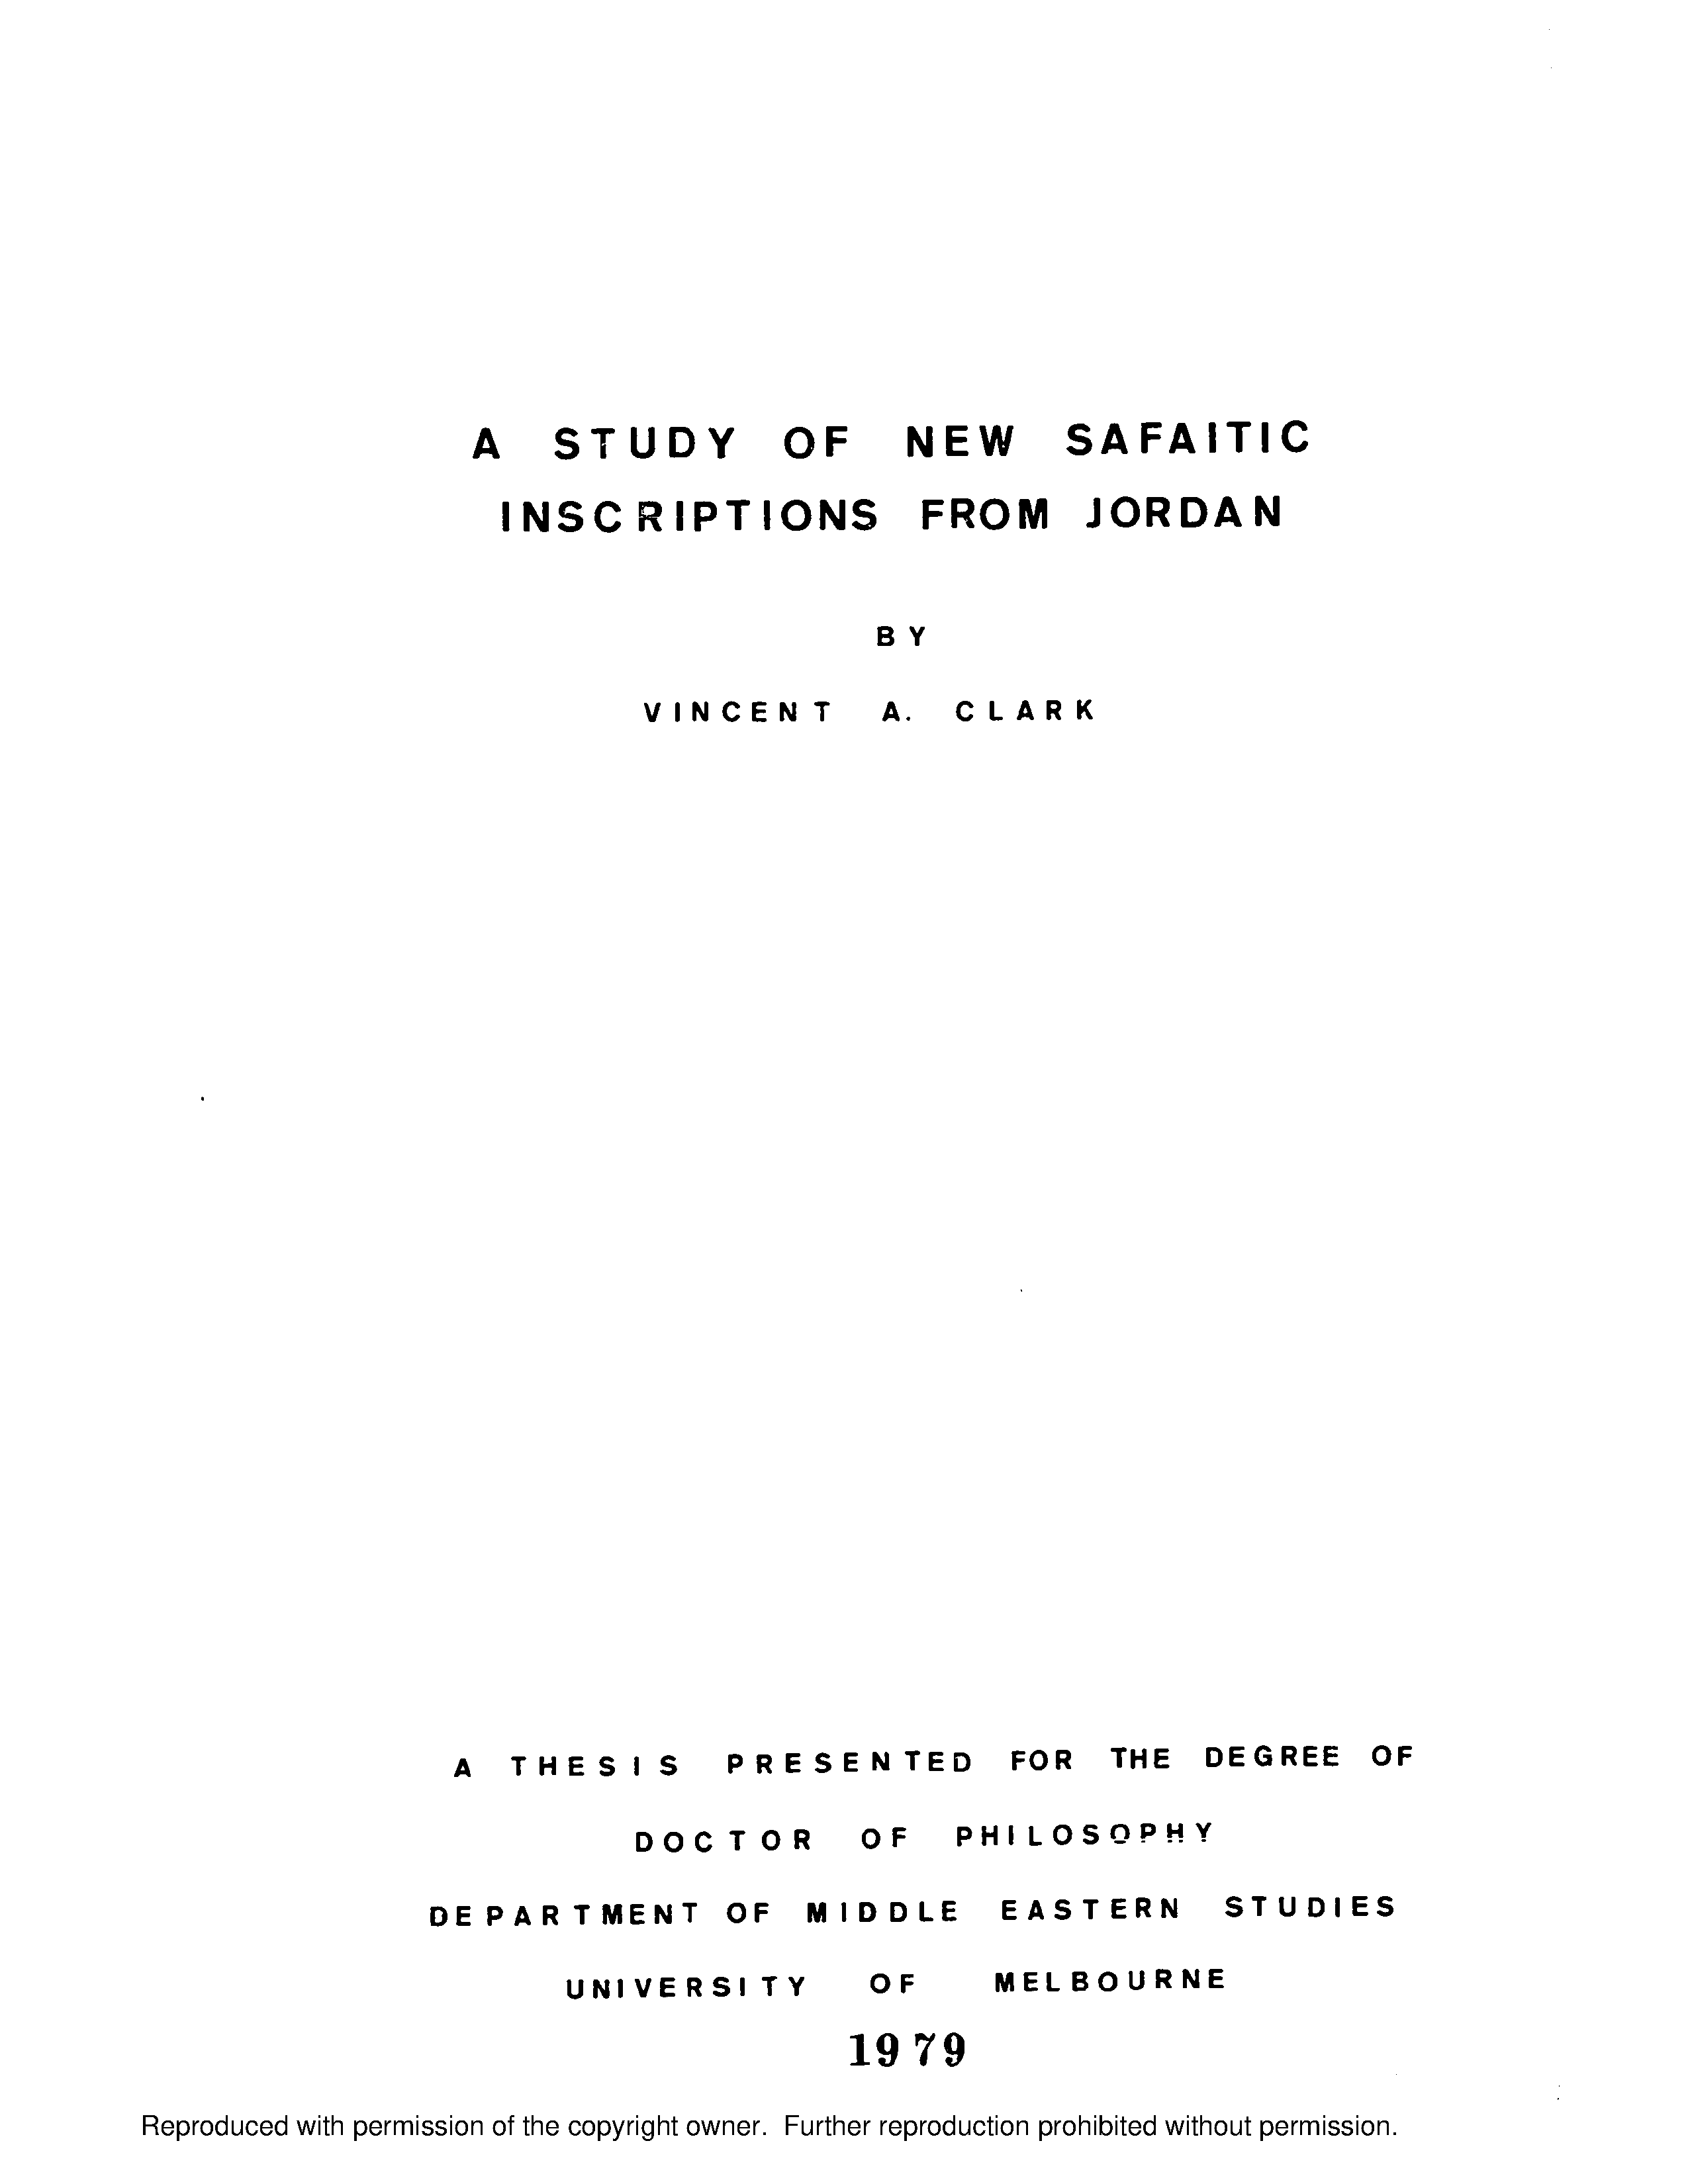 A STUDY OF NEW SAFAITIC
INSCRIPTIONS FROM JORDAN
BY
VINCENT A. CLARK
A THESIS PRESENTED FOR THE DEGREE OF
DOCTOR OF PHILOSOPHY
DEPARTMENT OF MIDDLE EASTERN STUDIES
UNIVERSITY OF MELBOURNE
1979
Reproduced with permission of the copyright owner. Further reproduction prohibited without permission.